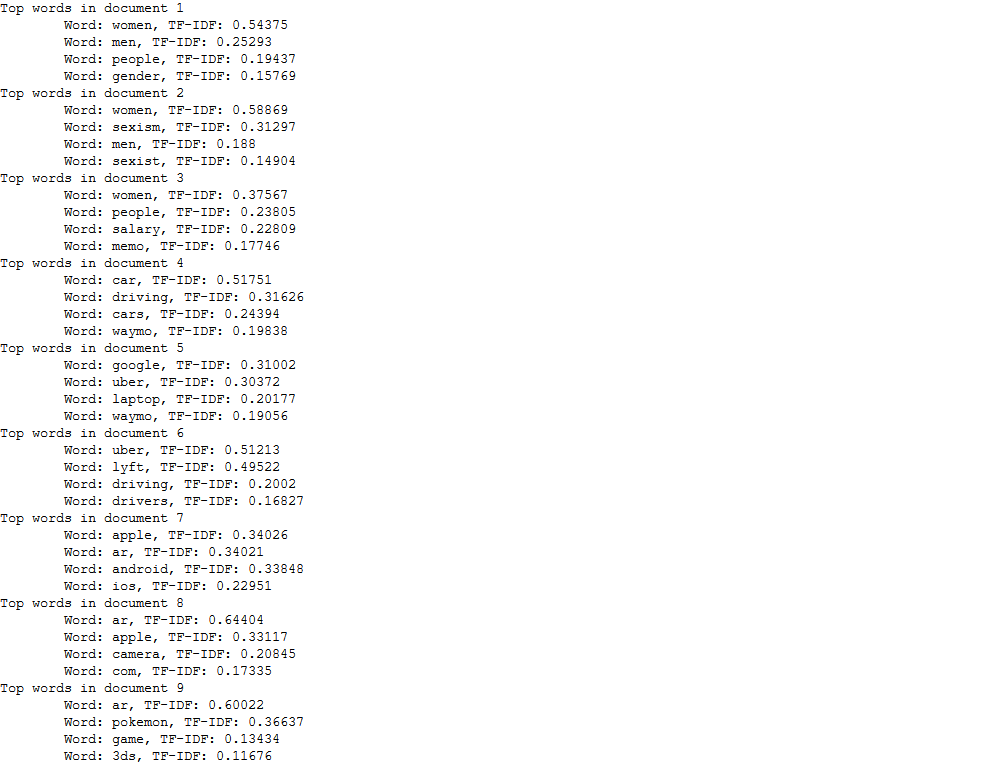 Top words in document 1
Word: women, TF-IDF: 0.54375
Word: men, TF-IDF: 0.25293
Word: people, TF-IDF: 0.19437
Word: gender, TF-IDF: 0.15769
Top words in document 2
Word: women, TF-IDF: 0.58869
Word: sexism, TF-IDF: 0.31297
Word: men, TF-IDF: 0.188
Word: sexist, TF-IDF: 0.14904
Top words in document 3
Word: women, TF-IDF: 0.37567
Word: people, TF-IDF: 0.23805
Word: salary, TF-IDF: 0.22809
Word: memo, TF-IDF: 0.17746
Top words in document 4
Word: car, TF-IDF: 0.51751
Word: driving, TF-IDF: 0.31626
Word: cars, TF-IDF: 0.24394
Word: waymo, TF-IDF: 0.19838
Top words in document 5
Word: google, TF-IDF: 0.31002
Word: uber, TF-IDF: 0.30372
Word: laptop, TF-IDF: 0.20177
Word: waymo, TF-IDF: 0.19056
Top words in document 6
Word: uber, TF-IDF: 0.51213
Word: lyft, TF-IDF: 0.49522
Word: driving, TF-IDF: 0.2002
Word: drivers, TF-IDF: 0.16827
Top words in document 7
Word: apple, TF-IDF: 0.34026
Word: ar, TF-IDF: 0.34021
Word: android, TF-IDF: 0.33848
Word: ios, TF-IDF: 0.22951
Top words in document 8
Word: ar, TF-IDF: 0.64404
Word: apple, TF-IDF: 0.33117
Word: camera, TF-IDF: 0.20845
Word: com, TF-IDF: 0.17335
Top words in document 9
Word: ar, TF-IDF: 0.60022
Word: pokemon, TF-IDF: 0.36637
Word: game, TF-IDF: 0.13434
Word: 3ds, TF-IDF: 0.11676